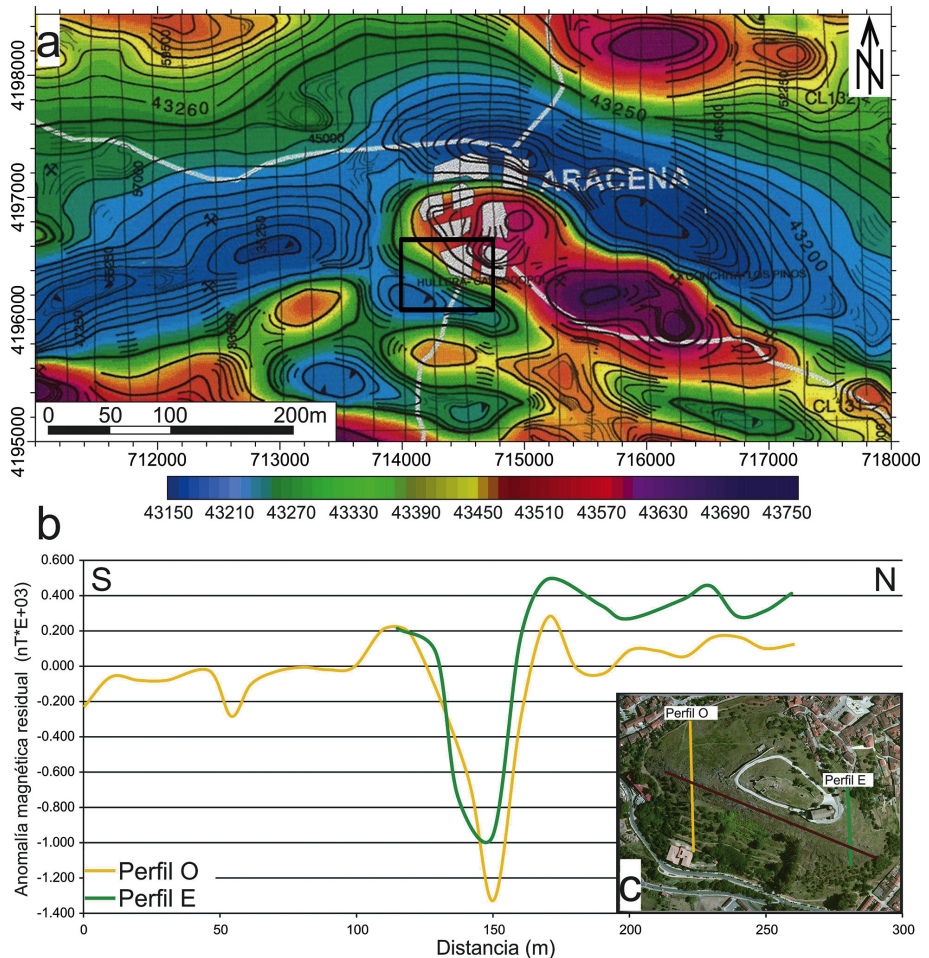 a
N
4198000
4197000
4196000
4195000
43260
43250
CL132
45000
57000
ARACENA
43200
CONCHITA-LOS PINOS
CL131
0 50 100 200m
712000 713000 714000 715000 716000 717000 718000
43150 43210 43270 43330 43390 43450 43510 43570 43630 43690 43750
b
S
N
0.600
0.400
0.200
0.000
-0.200
-0.400
-0.600
-0.800
-1.000
-1.200
-1.400
Anomalía magnética residual (nT*E+03)
Perfil O
Perfil E
Perfil O
Perfil E
c
0 50 100 150 200 250 300
Distancia (m)